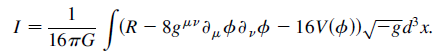 I = \frac{1}{16\pi G} \int (R - 8g^{\mu\nu}\partial_\mu\phi\partial_\nu\phi - 16V(\phi))\sqrt{-g}d^3x.